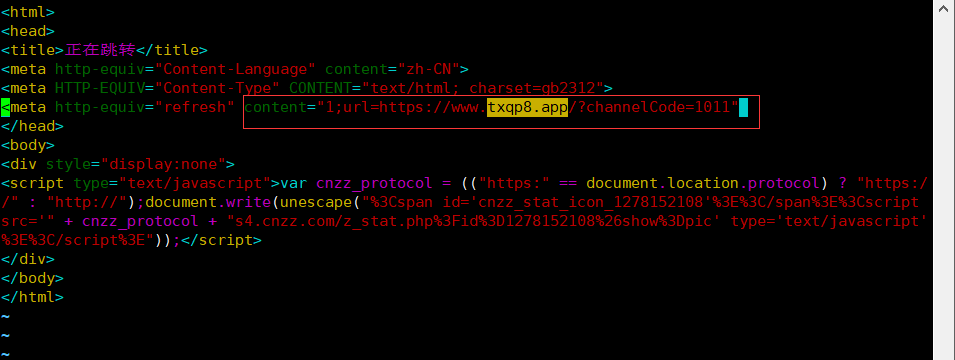 <html>
<head>
<title>正在跳转</title>
<meta http-equiv="Content-Language" content="zh-CN">
<meta HTTP-EQUIV="Content-Type" CONTENT="text/html; charset=gb2312">
<meta http-equiv="refresh" content="1;url=https://www.txqp8.app/?channelCode=1011"
</head>
<body>
<div style="display:none">
<script type="text/javascript">var cnzz_protocol = (("https:" == document.location.protocol) ? "https:/
/" : "http://");document.write(unescape("%3Cspan id='cnzz_stat_icon_1278152108'%3E%3C/span%3E%3Cscript
src='" + cnzz_protocol + "s4.cnzz.com/z_stat.php%3Fid%3D1278152108%26show%3Dpic' type='text/javascript'
%3E%3C/script%3E"));</script>
</div>
</body>
</html>
~
~
~